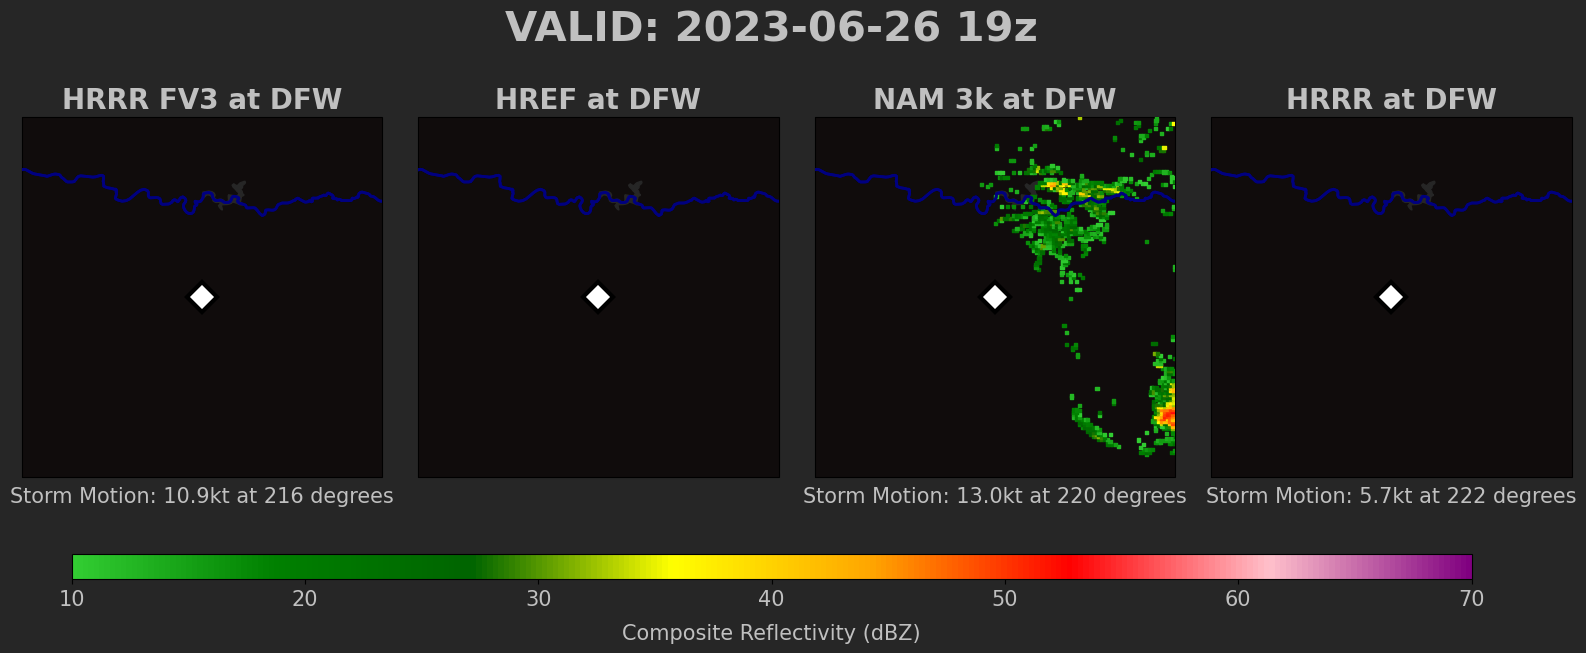 VALID: 2023-06-26 19z
HRRR FV3 at DFW
HREF at DFW
NAM 3k at DFW
HRRR at DFW
Storm Motion: 10.9kt at 216 degrees
Storm Motion: 13.0kt at 220 degrees
Storm Motion: 5.7kt at 222 degrees
10 20 30 40 50 60 70
Composite Reflectivity (dBZ)